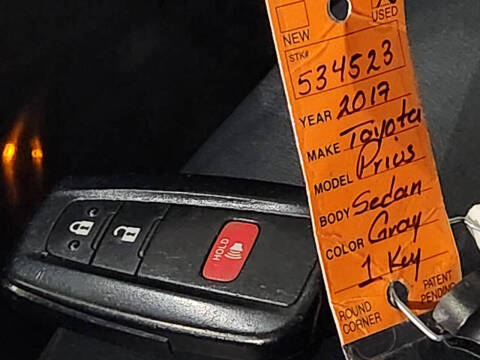 NEW
USED
STK#
534523
YEAR 2017
MAKE Toyota
MODEL Prius
BODY Sedan
COLOR Gray
1 Key
ROUND
CORNER
PATENT
PENDING
HOLD